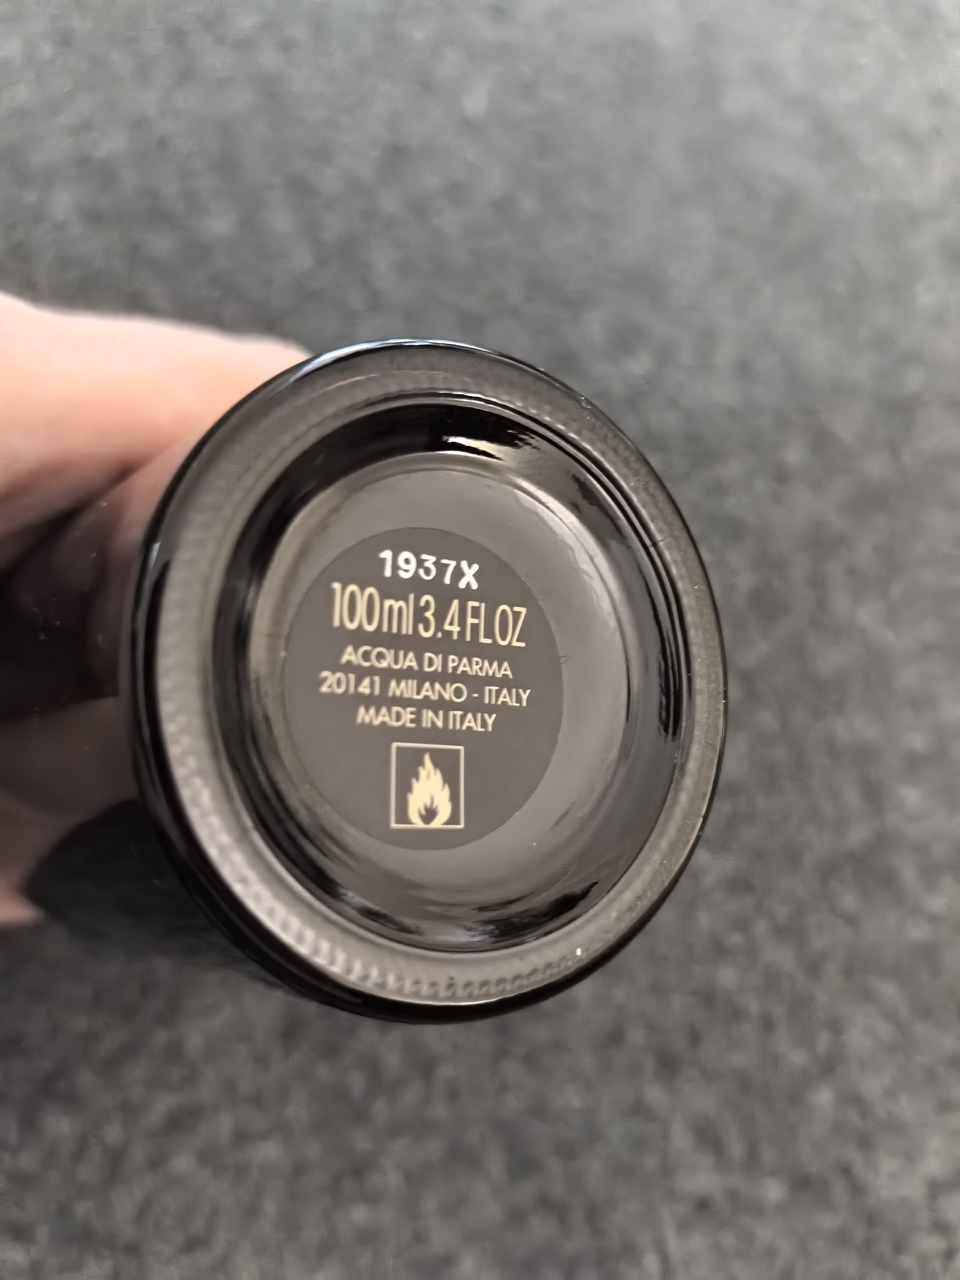 1937X
100ml 3.4 FL OZ
ACQUA DI PARMA
20141 MILANO - ITALY
MADE IN ITALY